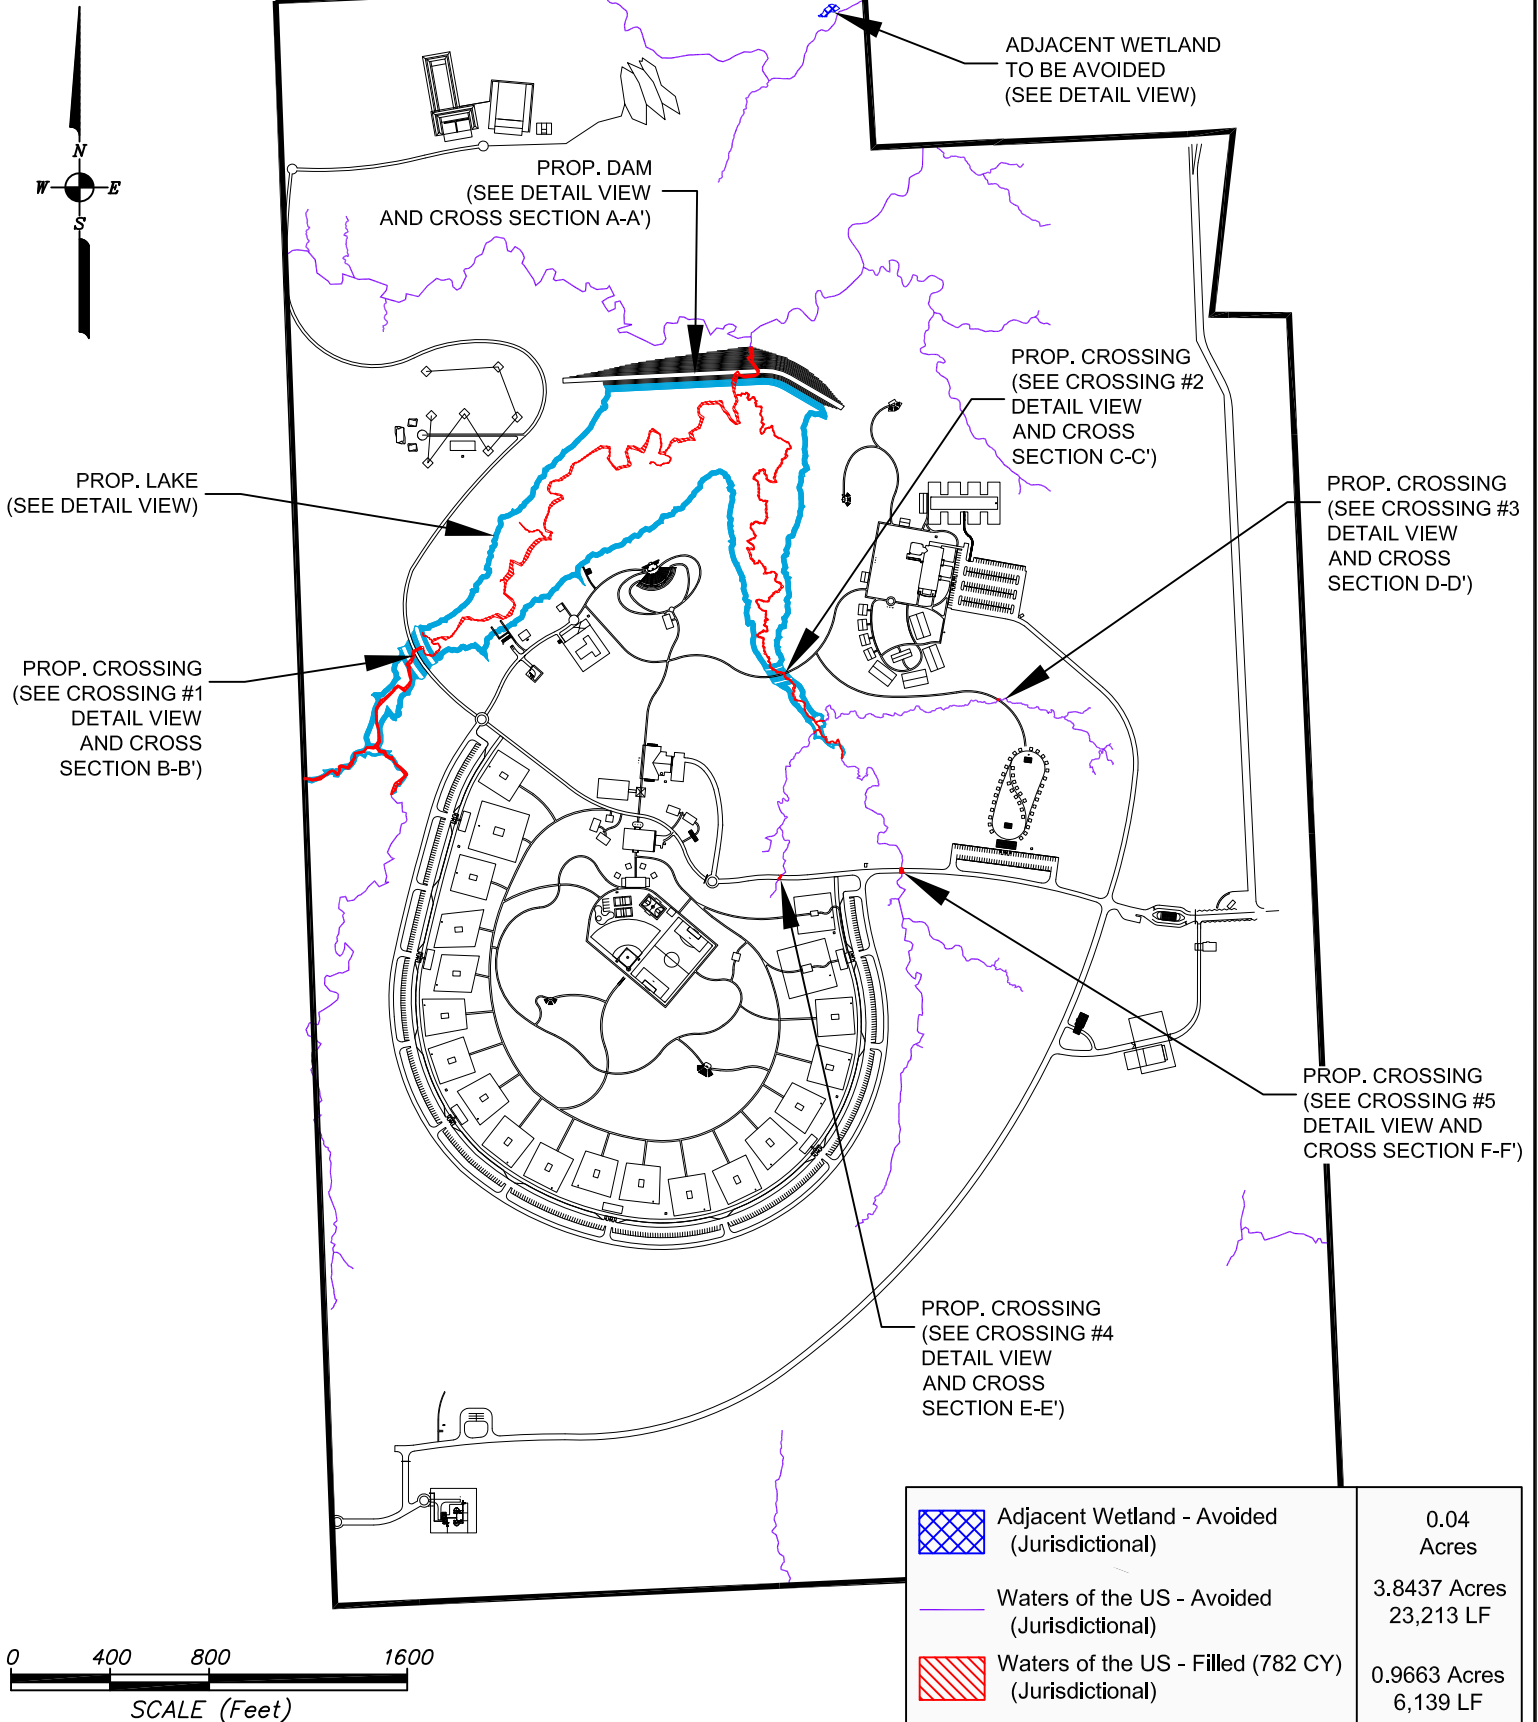 ADJACENT WETLAND
TO BE AVOIDED
(SEE DETAIL VIEW)
N
W
E
S
PROP. DAM
(SEE DETAIL VIEW
AND CROSS SECTION A-A')
PROP. CROSSING
(SEE CROSSING #2
DETAIL VIEW
AND CROSS
SECTION C-C')
PROP. LAKE
(SEE DETAIL VIEW)
PROP. CROSSING
(SEE CROSSING #3
DETAIL VIEW
AND CROSS
SECTION D-D')
PROP. CROSSING
(SEE CROSSING #1
DETAIL VIEW
AND CROSS
SECTION B-B')
PROP. CROSSING
(SEE CROSSING #5
DETAIL VIEW AND
CROSS SECTION F-F')
PROP. CROSSING
(SEE CROSSING #4
DETAIL VIEW
AND CROSS
SECTION E-E')
Adjacent Wetland - Avoided
(Jurisdictional)
0.04
Acres
Waters of the US - Avoided
(Jurisdictional)
3.8437 Acres
23,213 LF
Waters of the US - Filled (782 CY)
(Jurisdictional)
0.9663 Acres
6,139 LF
0 400 800 1600
SCALE (Feet)